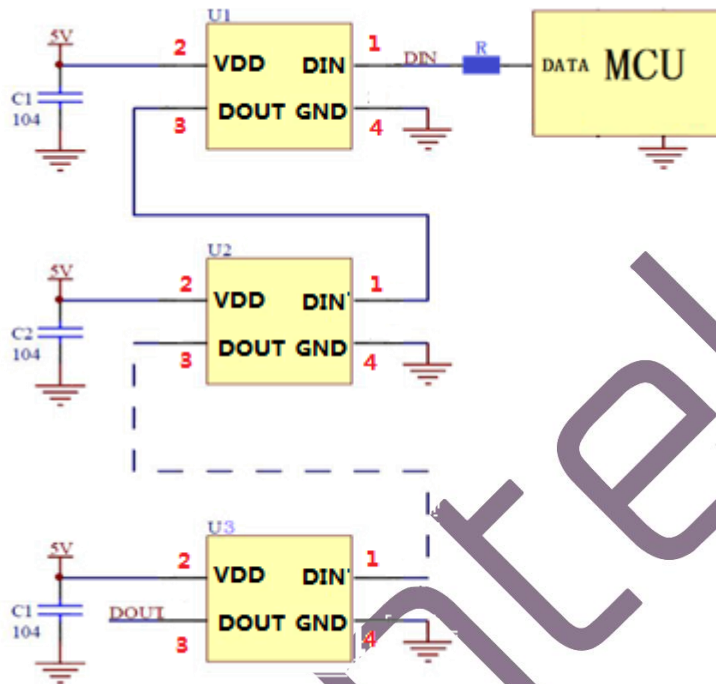 U1
5V
2
VDD
DIN
1
DIN
R
DATA MCU
C1
104
3
DOUT GND
4
U2
5V
2
VDD
DIN'
1
C2
104
3
DOUT GND
4
U3
5V
2
VDD
DIN'
1
C1
104
DOUT
3
DOUT GND
4